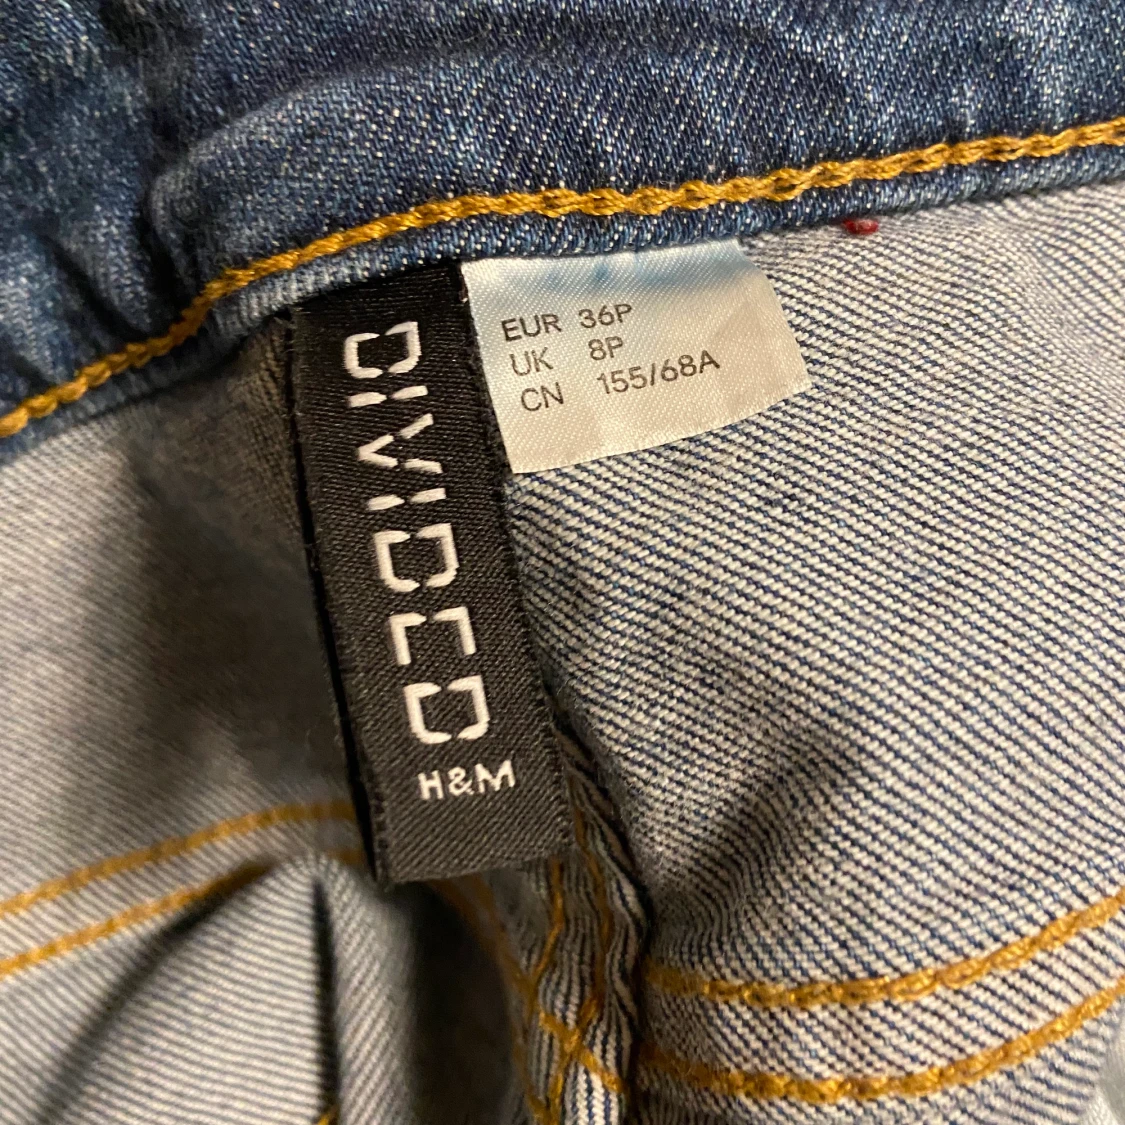 DIVIDED
H&M
EUR 36P
UK 8P
CN 155/68A